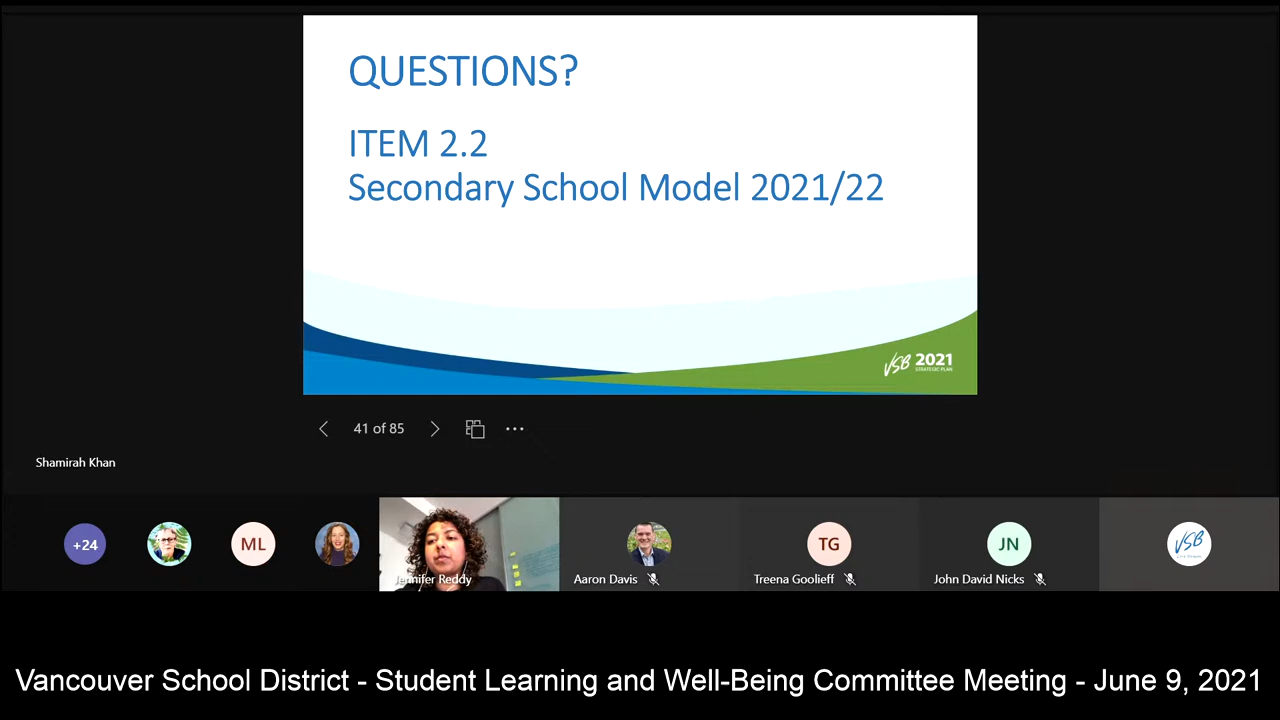 QUESTIONS?
ITEM 2.2
Secondary School Model 2021/22
VSB 2021
STRATEGIC PLAN
41 of 85
Shamirah Khan
+24
ML
TG
JN
VSB
Jennifer Reddy
Aaron Davis
Treena Goolieff
John David Nicks
Vancouver School District - Student Learning and Well-Being Committee Meeting - June 9, 2021